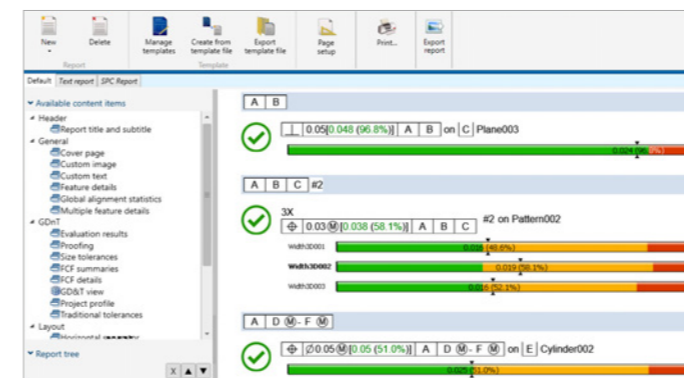 New
Delete
Manage templates
Create from template file
Export template file
Page setup
Print...
Export report
Report
Template
Default
Text report
SPC Report
Available content items
Header
Report title and subtitle
General
Cover page
Custom image
Custom text
Feature details
Global alignment statistics
Multiple feature details
GDnT
Evaluation results
Proofing
Size tolerances
FCF summaries
FCF details
GD&T view
Project profile
Traditional tolerances
Layout
Report tree
X
A B
⊥ 0.05[0.048 (96.8%)] A B on C Plane003
A B C #2
3X
⌖ 0.03Ⓜ[0.038 (58.1%)] A B C #2 on Pattern002
Width3D001 0.016 (48.6%)
Width3D002 0.019 (58.1%)
Width3D003 0.016 (52.1%)
A D Ⓜ- F Ⓜ
⌖ ∅0.05Ⓜ[0.05 (51.0%)] A D Ⓜ- F Ⓜ on E Cylinder002